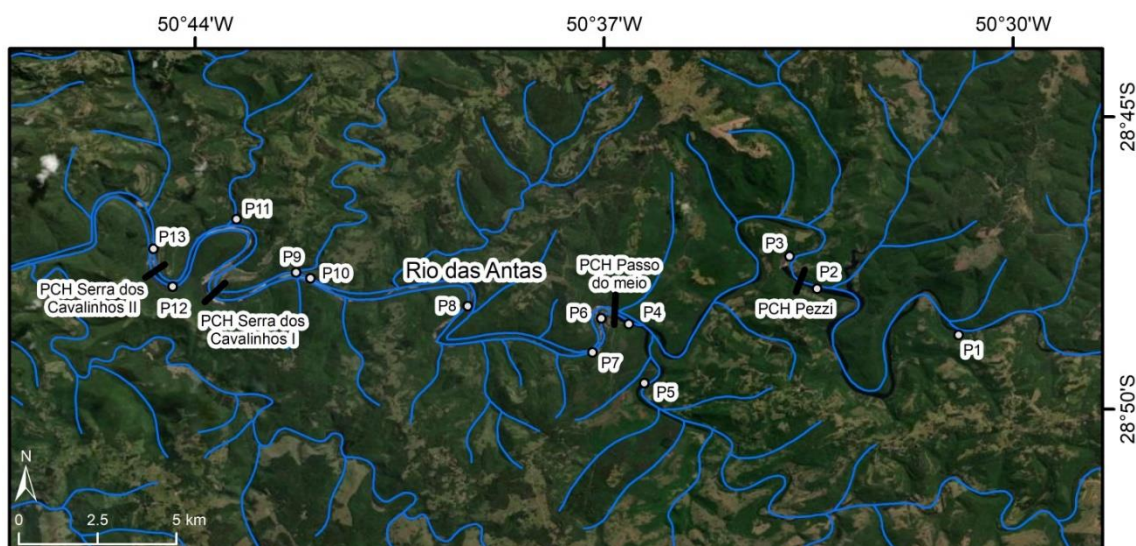 50°44'W
50°37'W
50°30'W
28°45'S
P11
P13
P3
P9
P10
Rio das Antas
PCH Passo
do meio
P2
PCH Serra dos
Cavalinhos II
P12
P8
PCH Pezzi
P6
P4
PCH Serra dos
Cavalinhos I
P1
P7
P5
28°50'S
N
0 2.5 5 km